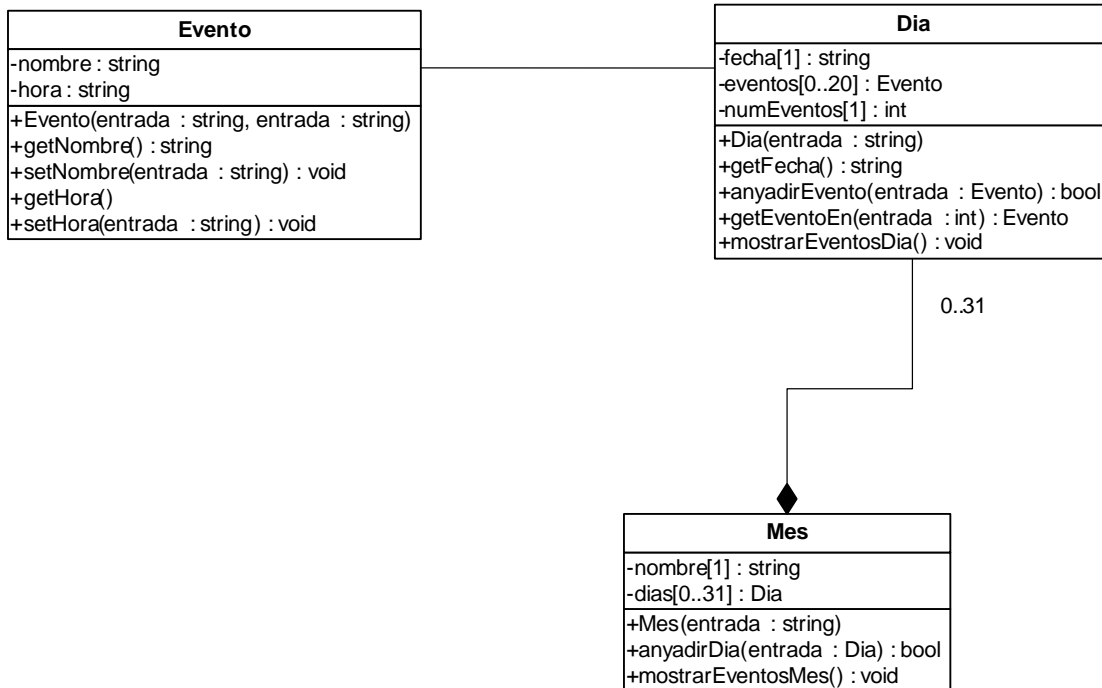 Evento
-nombre : string
-hora : string
+Evento(entrada : string, entrada : string)
+getNombre() : string
+setNombre(entrada : string) : void
+getHora()
+setHora(entrada : string) : void
Dia
-fecha[1] : string
-eventos[0..20] : Evento
-numEventos[1] : int
+Dia(entrada : string)
+getFecha() : string
+anyadirEvento(entrada : Evento) : bool
+getEventoEn(entrada : int) : Evento
+mostrarEventosDia() : void
0..31
Mes
-nombre[1] : string
-dias[0..31] : Dia
+Mes(entrada : string)
+anyadirDia(entrada : Dia) : bool
+mostrarEventosMes() : void